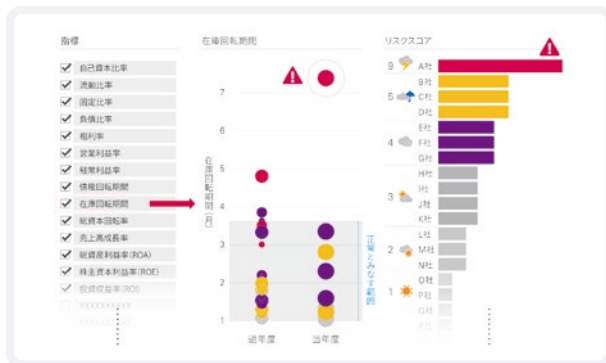 指標
自己資本比率
流動比率
固定比率
負債比率
粗利率
営業利益率
経常利益率
債権回転期間
在庫回転期間
総資本回転率
売上高成長率
総資産利益率(ROA)
株主資本利益率(ROE)
投資収益率(ROI)
XXXXXXXXXX
在庫回転期間
在庫回転期間(月)
7
6
5
4
3
2
1
過年度
当年度
正常とみなす範囲
リスクスコア
9 A社
B社
5 C社
D社
E社
4 F社
G社
H社
3 I社
J社
K社
L社
2 M社
N社
O社
1 P社
Q社